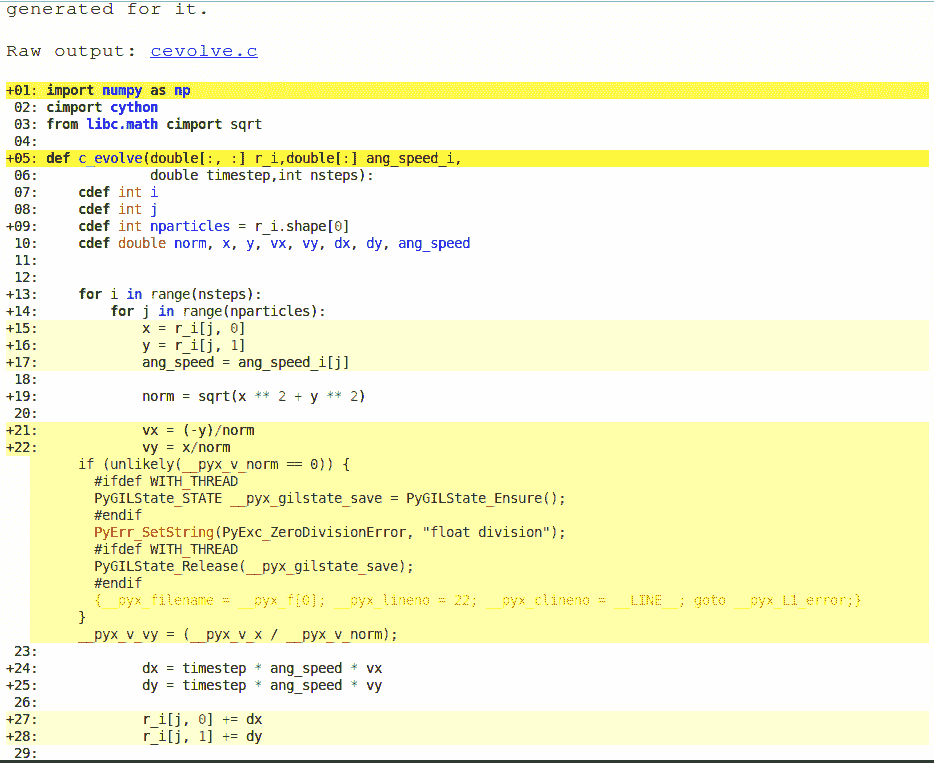 generated for it.
Raw output: cevolve.c
+01: import numpy as np
02: cimport cython
03: from libc.math cimport sqrt
04:
+05: def c_evolve(double[:, :] r_i,double[:] ang_speed_i,
06:              double timestep,int nsteps):
07:     cdef int i
08:     cdef int j
+09:     cdef int nparticles = r_i.shape[0]
10:     cdef double norm, x, y, vx, vy, dx, dy, ang_speed
11:
12:
+13:     for i in range(nsteps):
+14:         for j in range(nparticles):
+15:             x = r_i[j, 0]
+16:             y = r_i[j, 1]
+17:             ang_speed = ang_speed_i[j]
18:
+19:             norm = sqrt(x ** 2 + y ** 2)
20:
+21:             vx = (-y)/norm
+22:             vy = x/norm
if (unlikely(__pyx_v_norm == 0)) {
#ifdef WITH_THREAD
PyGILState_STATE __pyx_gilstate_save = PyGILState_Ensure();
#endif
PyErr_SetString(PyExc_ZeroDivisionError, "float division");
#ifdef WITH_THREAD
PyGILState_Release(__pyx_gilstate_save);
#endif
{__pyx_filename = __pyx_f[0]; __pyx_lineno = 22; __pyx_clineno = __LINE__; goto __pyx_L1_error;}
}
__pyx_v_vy = (__pyx_v_x / __pyx_v_norm);
23:
+24:             dx = timestep * ang_speed * vx
+25:             dy = timestep * ang_speed * vy
26:
+27:             r_i[j, 0] += dx
+28:             r_i[j, 1] += dy
29: